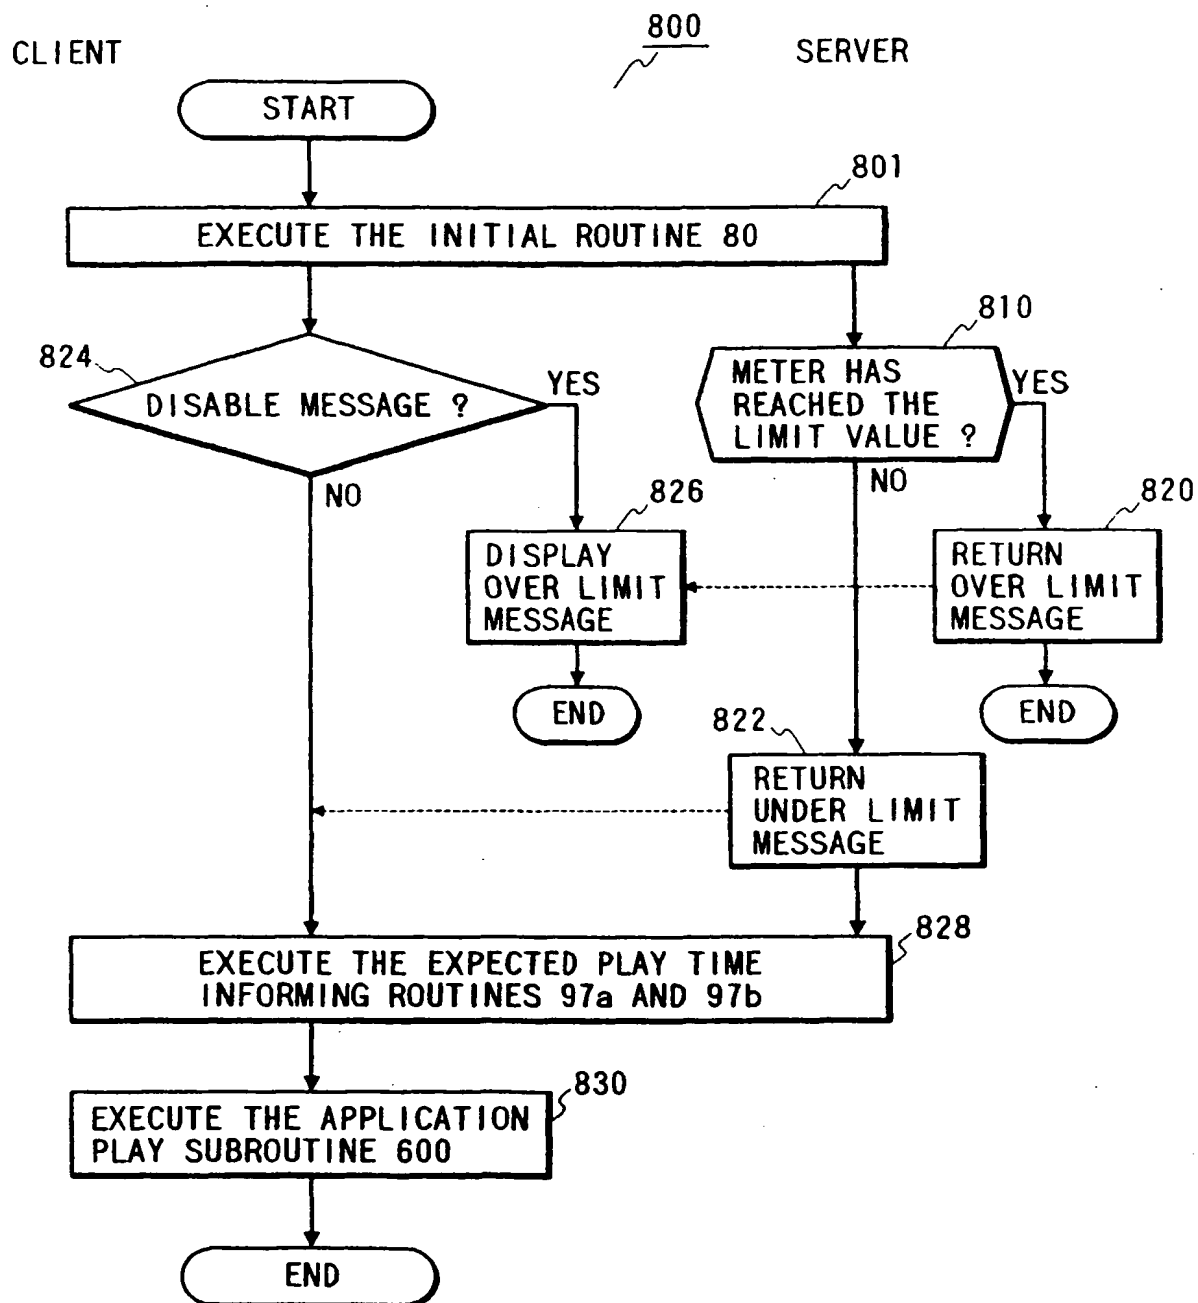 800
CLIENT
SERVER
START
801
EXECUTE THE INITIAL ROUTINE 80
810
824
DISABLE MESSAGE ?
YES
METER HAS
REACHED THE
LIMIT VALUE ?
YES
NO
NO
826
820
DISPLAY
OVER LIMIT
MESSAGE
RETURN
OVER LIMIT
MESSAGE
END
END
822
RETURN
UNDER LIMIT
MESSAGE
828
EXECUTE THE EXPECTED PLAY TIME
INFORMING ROUTINES 97a AND 97b
830
EXECUTE THE APPLICATION
PLAY SUBROUTINE 600
END